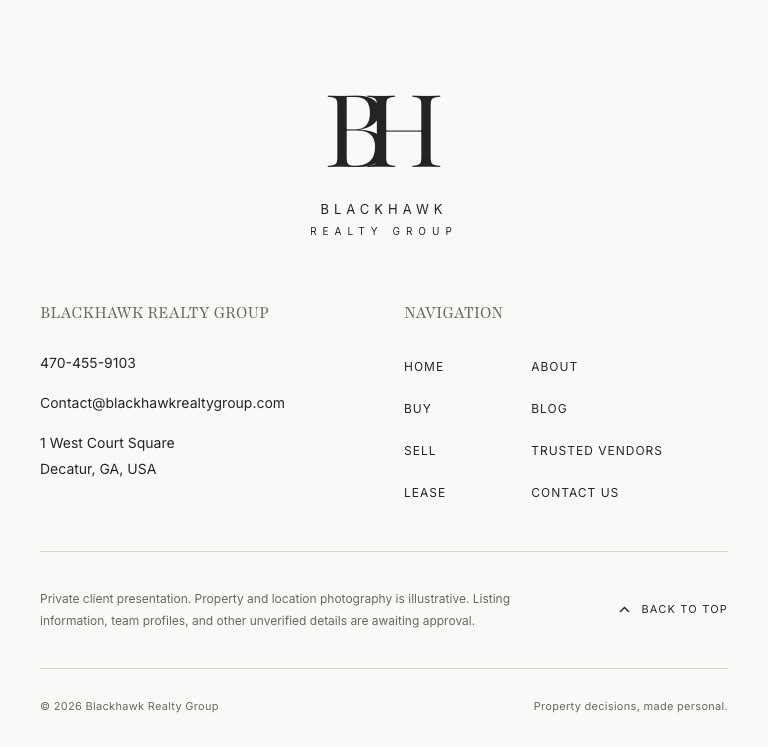 BH
BLACKHAWK
REALTY GROUP
BLACKHAWK REALTY GROUP
470-455-9103
Contact@blackhawkrealtygroup.com
1 West Court Square
Decatur, GA, USA
NAVIGATION
HOME
ABOUT
BUY
BLOG
SELL
TRUSTED VENDORS
LEASE
CONTACT US
Private client presentation. Property and location photography is illustrative. Listing
information, team profiles, and other unverified details are awaiting approval.
BACK TO TOP
© 2026 Blackhawk Realty Group
Property decisions, made personal.